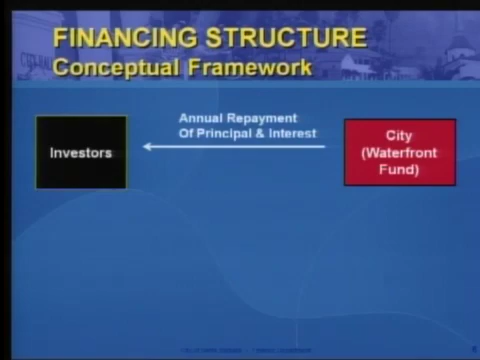 FINANCING STRUCTURE
Conceptual Framework
Annual Repayment
Of Principal & Interest
Investors
City
(Waterfront
Fund)